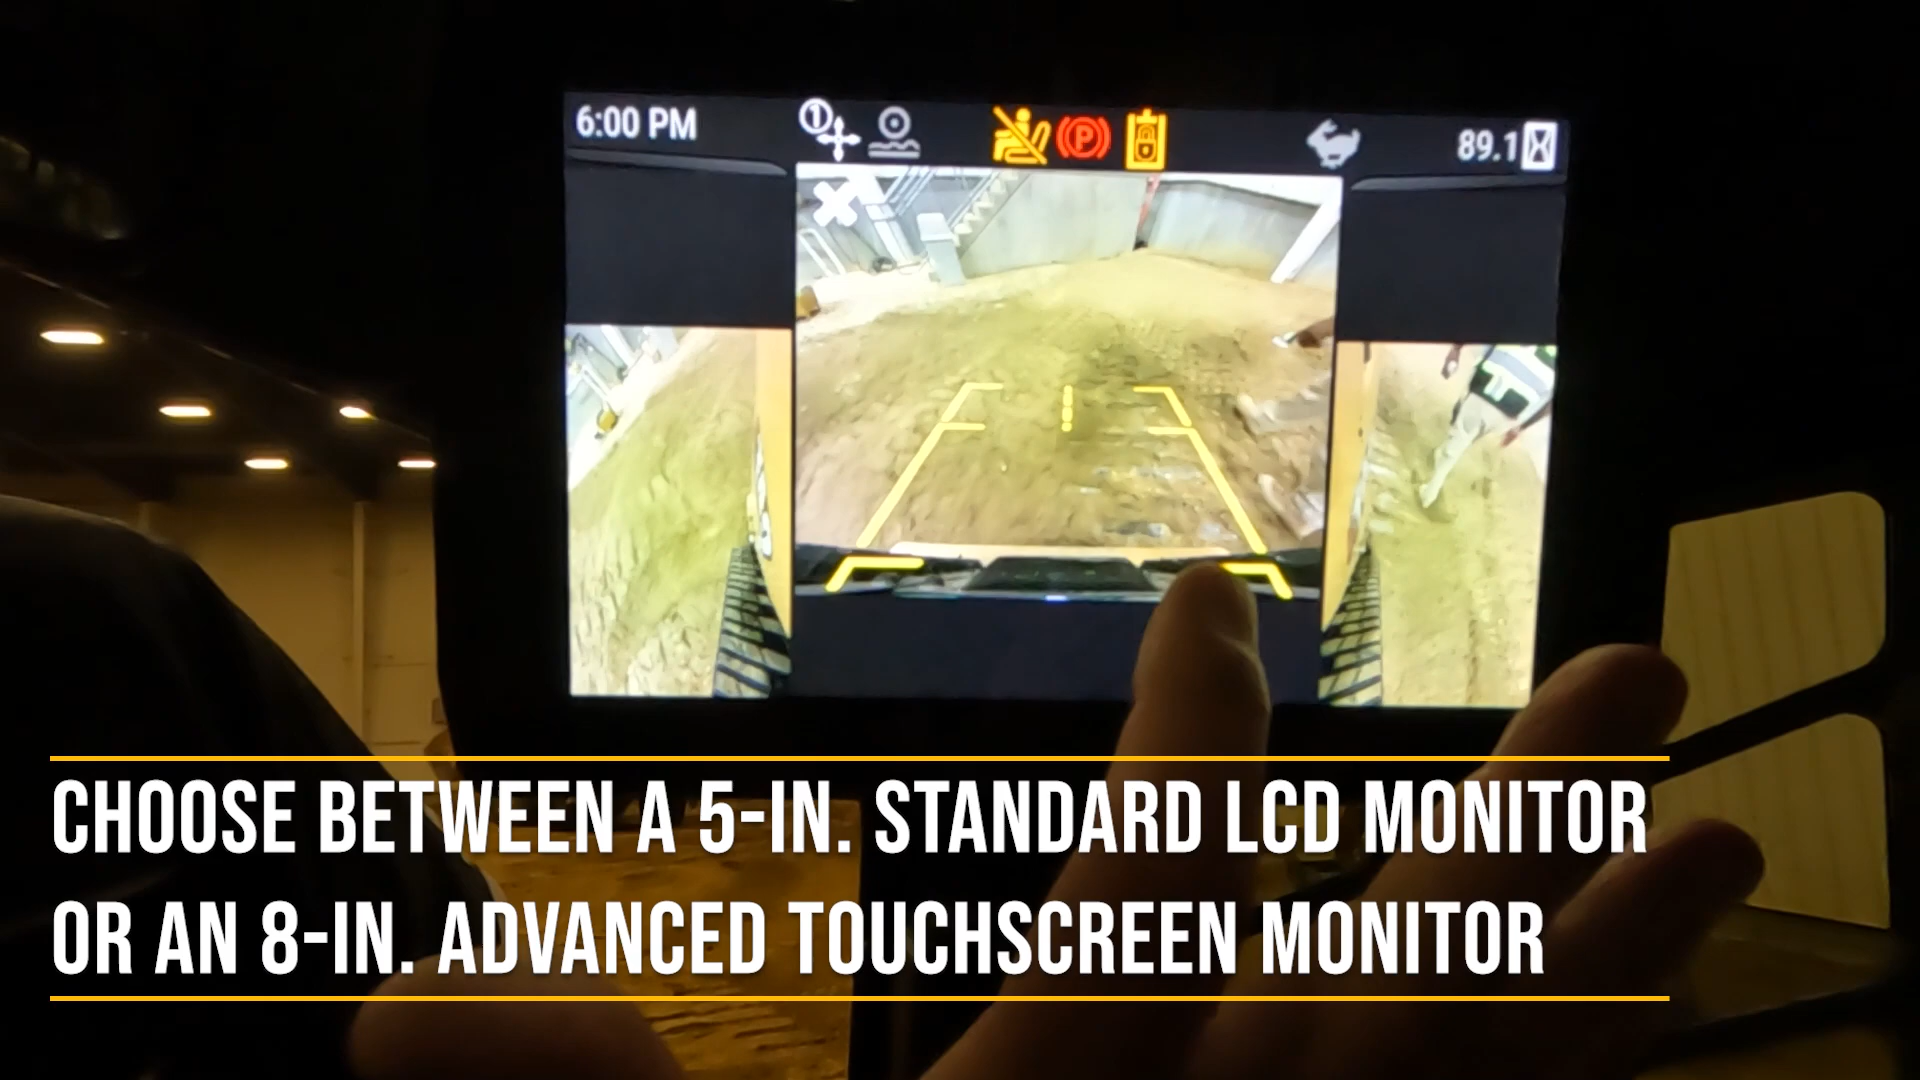 6:00 PM
1
P
89.1
CHOOSE BETWEEN A 5-IN. STANDARD LCD MONITOR
OR AN 8-IN. ADVANCED TOUCHSCREEN MONITOR